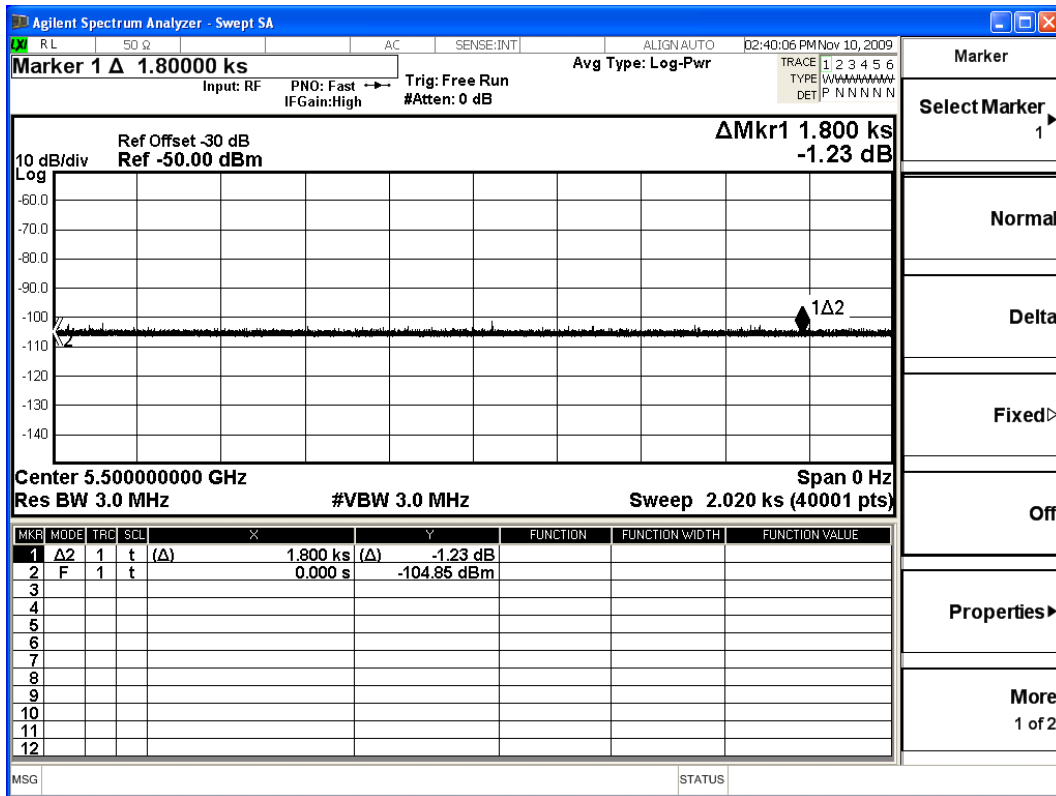 Agilent Spectrum Analyzer - Swept SA
LXI RL 50 Ω AC SENSE:INT ALIGN AUTO 02:40:06 PM Nov 10, 2009
Marker 1 Δ 1.80000 ks
Input: RF
PNO: Fast
IFGain:High
Trig: Free Run
#Atten: 0 dB
Avg Type: Log-Pwr
TRACE 1 2 3 4 5 6
TYPE W
DET P N N N N N
Ref Offset -30 dB
10 dB/div Ref -50.00 dBm
Log
ΔMkr1 1.800 ks
-1.23 dB
-60.0
-70.0
-80.0
-90.0
-100
-110
-120
-130
-140
1Δ2
2
Center 5.500000000 GHz Span 0 Hz
Res BW 3.0 MHz #VBW 3.0 MHz Sweep 2.020 ks (40001 pts)
MKR MODE TRC SCL X Y FUNCTION FUNCTION WIDTH FUNCTION VALUE
1 Δ2 1 t (Δ) 1.800 ks (Δ) -1.23 dB
2 F 1 t 0.000 s -104.85 dBm
3
4
5
6
7
8
9
10
11
12
MSG STATUS
Marker
Select Marker
1
Normal
Delta
Fixed
Off
Properties
More
1 of 2